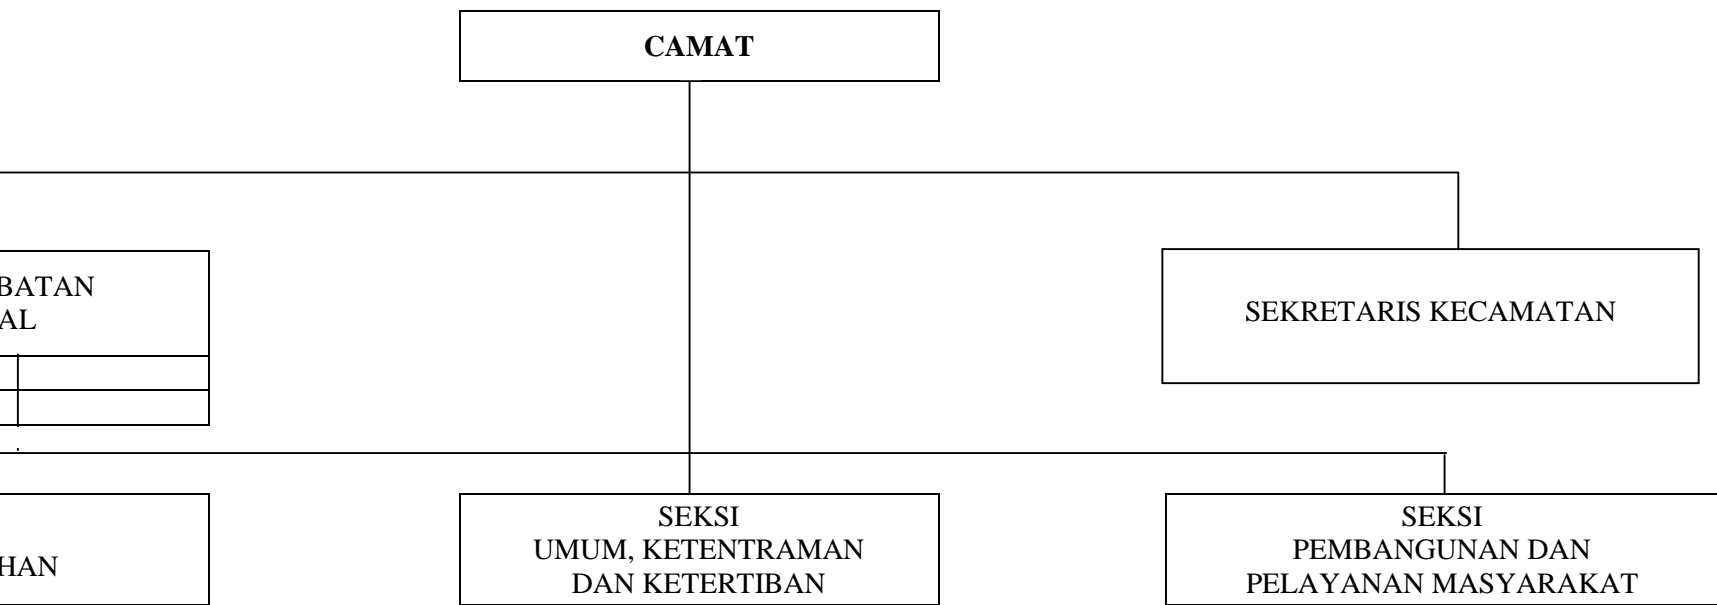 CAMAT
BATAN
AL
SEKRETARIS KECAMATAN
HAN
SEKSI
UMUM, KETENTRAMAN
DAN KETERTIBAN
SEKSI
PEMBANGUNAN DAN
PELAYANAN MASYARAKAT